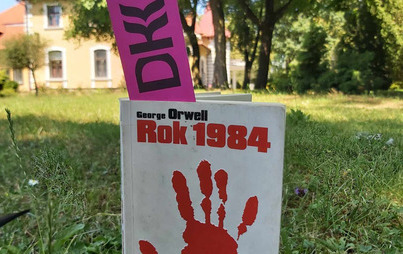 DKK
George Orwell
Rok 1984